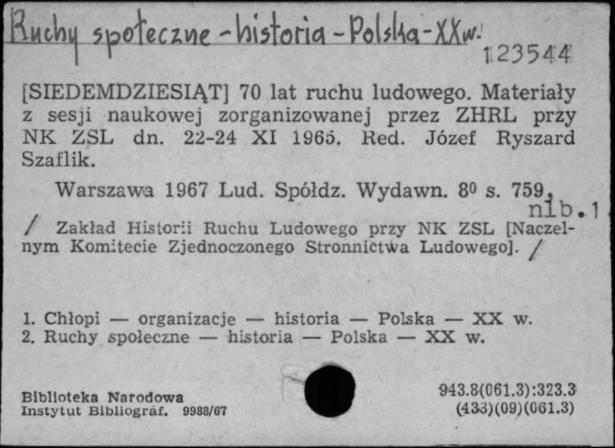 Ruchy społeczne - historia - Polska - XX w.
123544
[SIEDEMDZIESIĄT] 70 lat ruchu ludowego. Materiały
z sesji naukowej zorganizowanej przez ZHRL przy
NK ZSL dn. 22-24 XI 1965. Red. Józef Ryszard
Szaflik.
Warszawa 1967 Lud. Spółdz. Wydawn. 8⁰ s. 759,
nlb. 1
/ Zakład Historii Ruchu Ludowego przy NK ZSL [Naczel-
nym Komitecie Zjednoczonego Stronnictwa Ludowego]. /
1. Chłopi — organizacje — historia — Polska — XX w.
2. Ruchy społeczne — historia — Polska — XX w.
Biblioteka Narodowa
Instytut Bibliograf. 9988/67
943.8(061.3):323.3
(433)(09)(061.3)